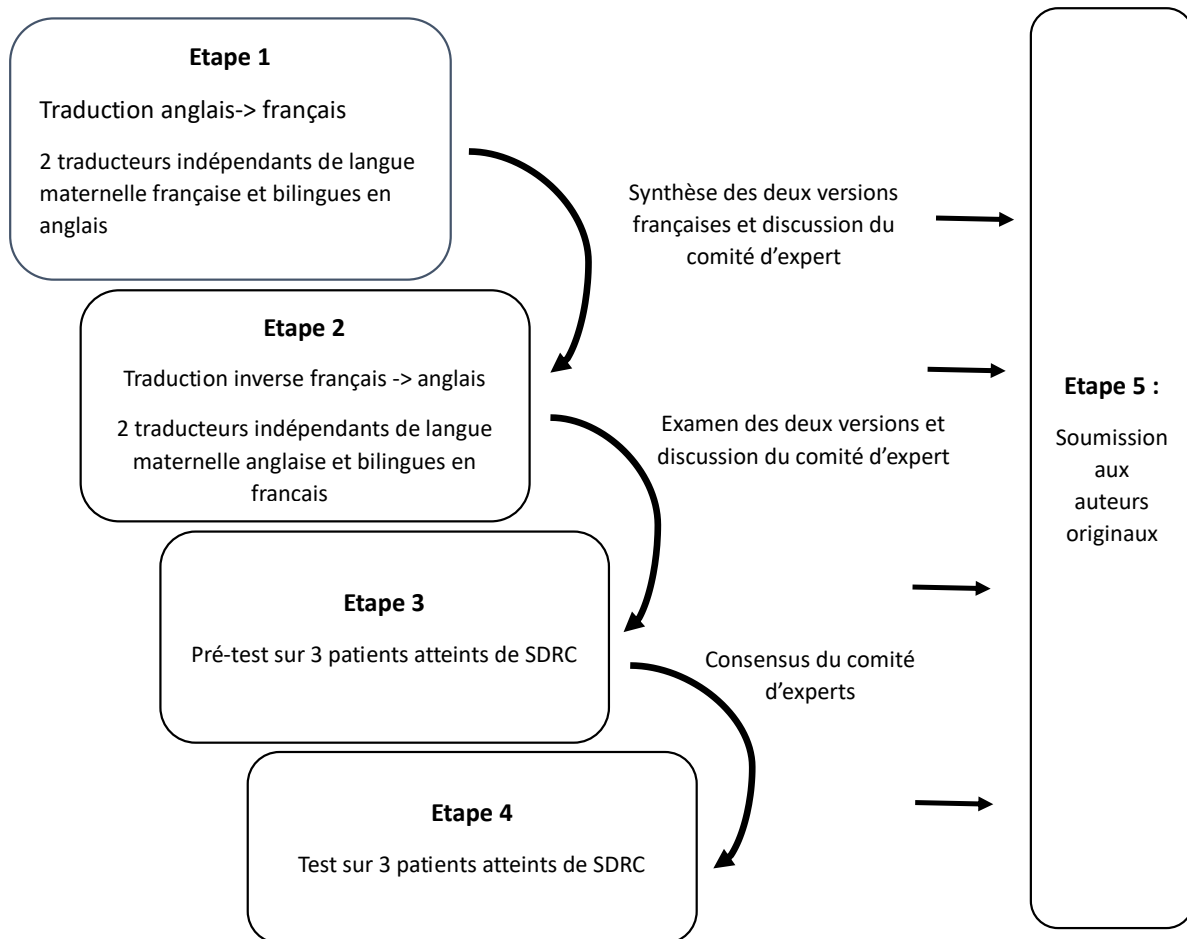 Etape 1
Traduction anglais-> français
2 traducteurs indépendants de langue
maternelle française et bilingues en
anglais
Synthèse des deux versions
françaises et discussion du
comité d’expert
Etape 2
Traduction inverse français -> anglais
2 traducteurs indépendants de langue
maternelle anglaise et bilingues en
francais
Examen des deux versions et
discussion du comité d’expert
Etape 3
Pré-test sur 3 patients atteints de SDRC
Consensus du comité
d’experts
Etape 4
Test sur 3 patients atteints de SDRC
Etape 5 :
Soumission
aux
auteurs
originaux